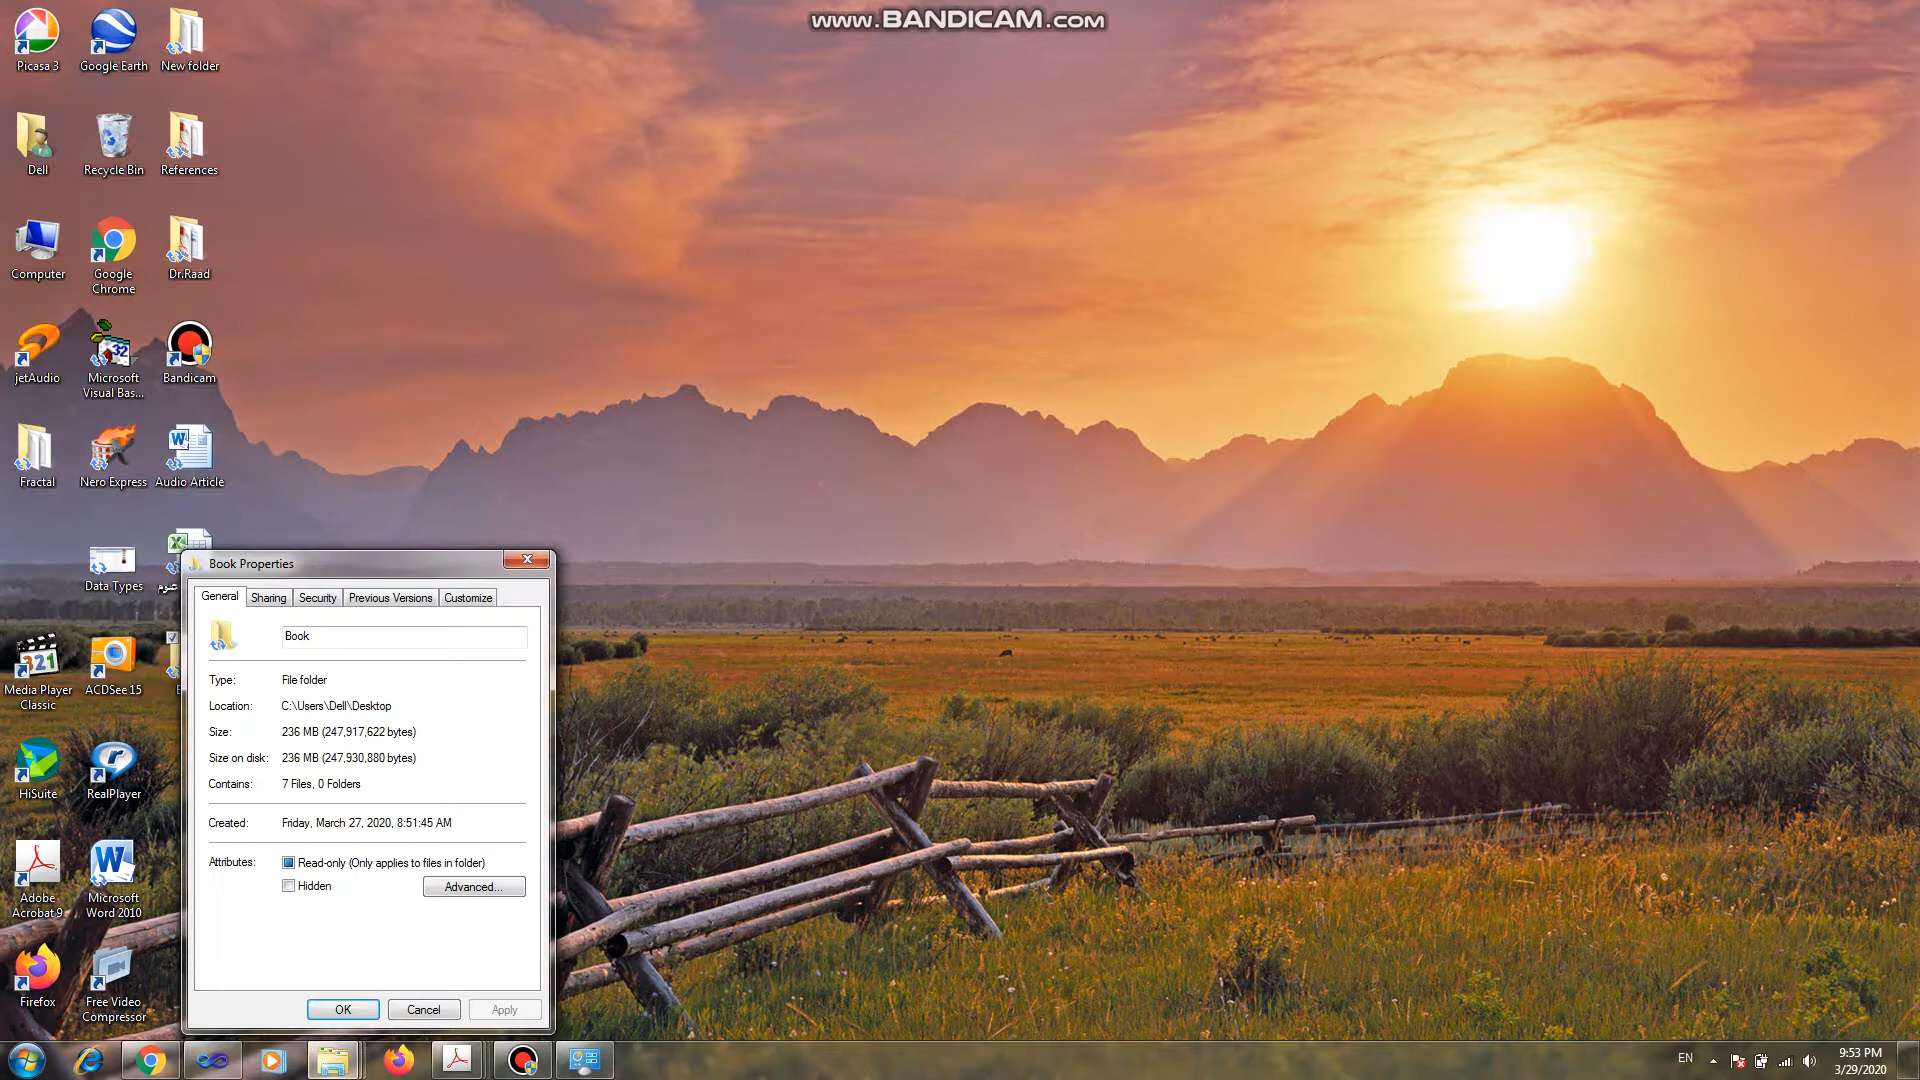 www.BANDICAM.com
Picasa 3
Google Earth
New folder
Dell
Recycle Bin
References
Computer
Google
Chrome
Dr.Raad
jetAudio
Microsoft
Visual Bas...
Bandicam
Fractal
Nero Express
Audio Article
Data Types
Media Player
Classic
ACDSee 15
HiSuite
RealPlayer
Adobe
Acrobat 9
Microsoft
Word 2010
Firefox
Free Video
Compressor
Book Properties
General
Sharing
Security
Previous Versions
Customize
Book
Type: File folder
Location: C:\Users\Dell\Desktop
Size: 236 MB (247,917,622 bytes)
Size on disk: 236 MB (247,930,880 bytes)
Contains: 7 Files, 0 Folders
Created: Friday, March 27, 2020, 8:51:45 AM
Attributes: Read-only (Only applies to files in folder)
Hidden
Advanced...
OK
Cancel
Apply
EN
9:53 PM
3/29/2020